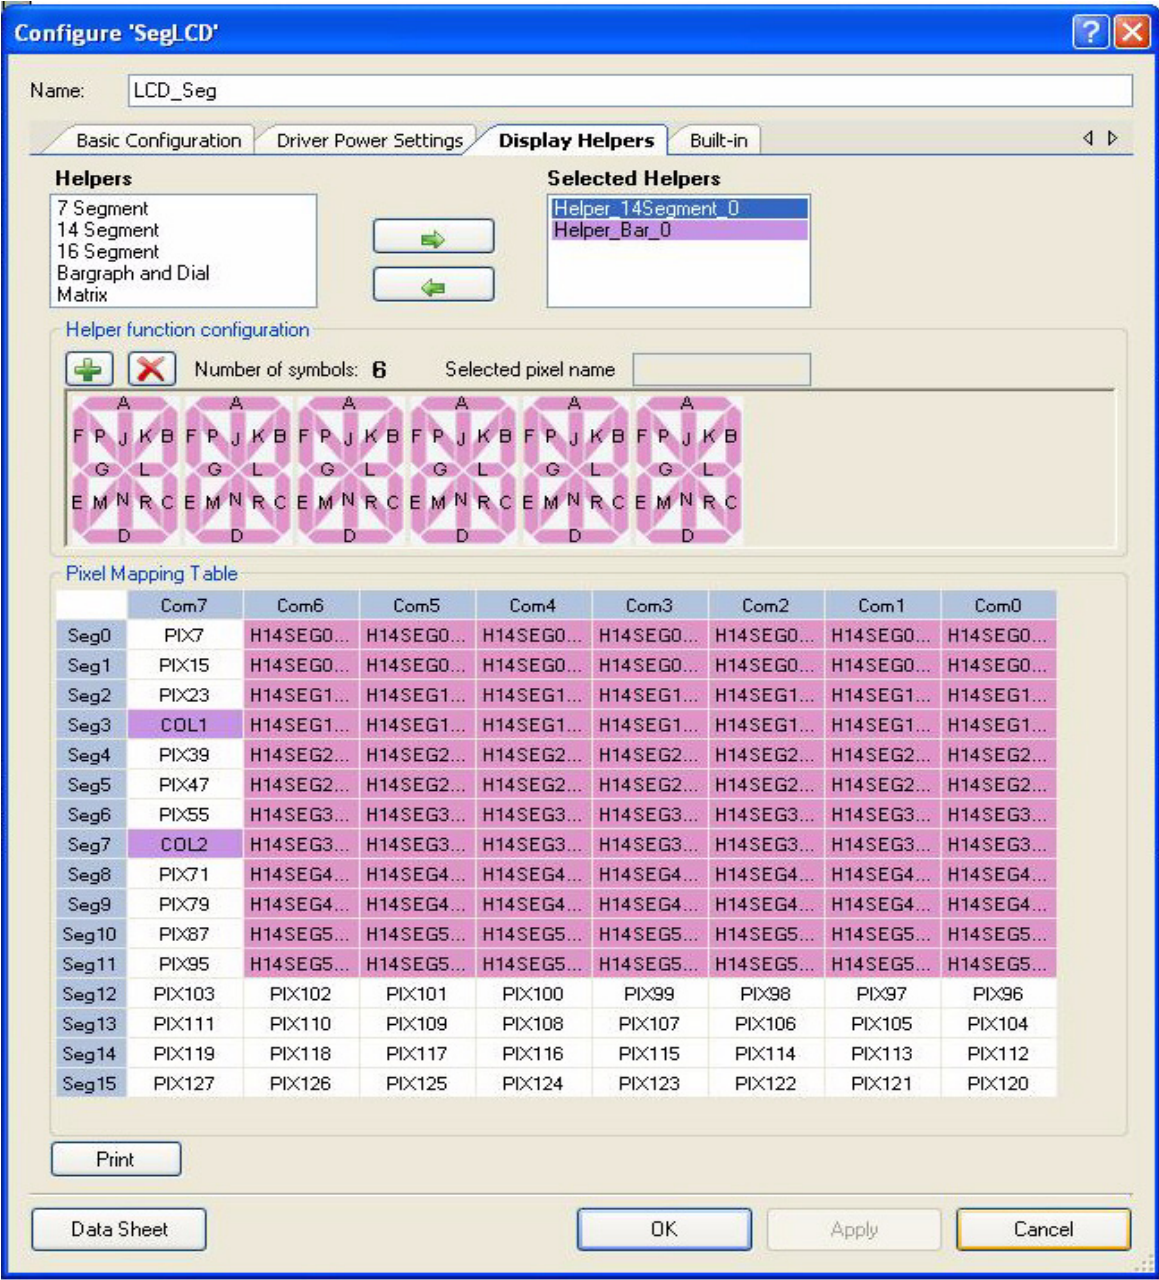 Configure 'SegLCD'
Name: LCD_Seg
Basic Configuration Driver Power Settings Display Helpers Built-in
Helpers Selected Helpers
7 Segment Helper_14Segment_0
14 Segment Helper_Bar_0
16 Segment
Bargraph and Dial
Matrix
Helper function configuration
Number of symbols: 6 Selected pixel name
A A A A A A
F P J K B F P J K B F P J K B F P J K B F P J K B F P J K B
G L G L G L G L G L G L
E M N R C E M N R C E M N R C E M N R C E M N R C E M N R C
D D D D D D
Pixel Mapping Table
Com7 Com6 Com5 Com4 Com3 Com2 Com1 Com0
Seg0 PIX7 H14SEG0... H14SEG0... H14SEG0... H14SEG0... H14SEG0... H14SEG0... H14SEG0...
Seg1 PIX15 H14SEG0... H14SEG0... H14SEG0... H14SEG0... H14SEG0... H14SEG0... H14SEG0...
Seg2 PIX23 H14SEG1... H14SEG1... H14SEG1... H14SEG1... H14SEG1... H14SEG1... H14SEG1...
Seg3 COL1 H14SEG1... H14SEG1... H14SEG1... H14SEG1... H14SEG1... H14SEG1... H14SEG1...
Seg4 PIX39 H14SEG2... H14SEG2... H14SEG2... H14SEG2... H14SEG2... H14SEG2... H14SEG2...
Seg5 PIX47 H14SEG2... H14SEG2... H14SEG2... H14SEG2... H14SEG2... H14SEG2... H14SEG2...
Seg6 PIX55 H14SEG3... H14SEG3... H14SEG3... H14SEG3... H14SEG3... H14SEG3... H14SEG3...
Seg7 COL2 H14SEG3... H14SEG3... H14SEG3... H14SEG3... H14SEG3... H14SEG3... H14SEG3...
Seg8 PIX71 H14SEG4... H14SEG4... H14SEG4... H14SEG4... H14SEG4... H14SEG4... H14SEG4...
Seg9 PIX79 H14SEG4... H14SEG4... H14SEG4... H14SEG4... H14SEG4... H14SEG4... H14SEG4...
Seg10 PIX87 H14SEG5... H14SEG5... H14SEG5... H14SEG5... H14SEG5... H14SEG5... H14SEG5...
Seg11 PIX95 H14SEG5... H14SEG5... H14SEG5... H14SEG5... H14SEG5... H14SEG5... H14SEG5...
Seg12 PIX103 PIX102 PIX101 PIX100 PIX99 PIX98 PIX97 PIX96
Seg13 PIX111 PIX110 PIX109 PIX108 PIX107 PIX106 PIX105 PIX104
Seg14 PIX119 PIX118 PIX117 PIX116 PIX115 PIX114 PIX113 PIX112
Seg15 PIX127 PIX126 PIX125 PIX124 PIX123 PIX122 PIX121 PIX120
Print
Data Sheet OK Apply Cancel